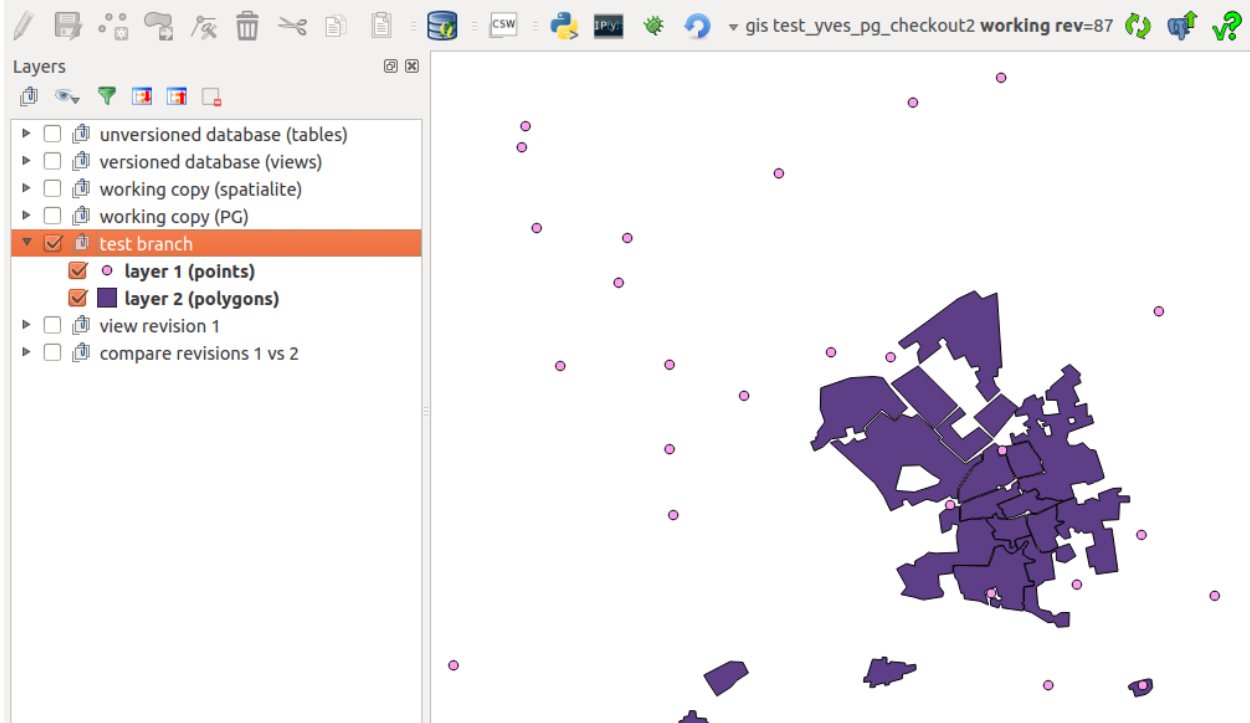 CSW
IP[y]:
gis test_yves_pg_checkout2 working rev=87
Layers
unversioned database (tables)
versioned database (views)
working copy (spatialite)
working copy (PG)
test branch
layer 1 (points)
layer 2 (polygons)
view revision 1
compare revisions 1 vs 2